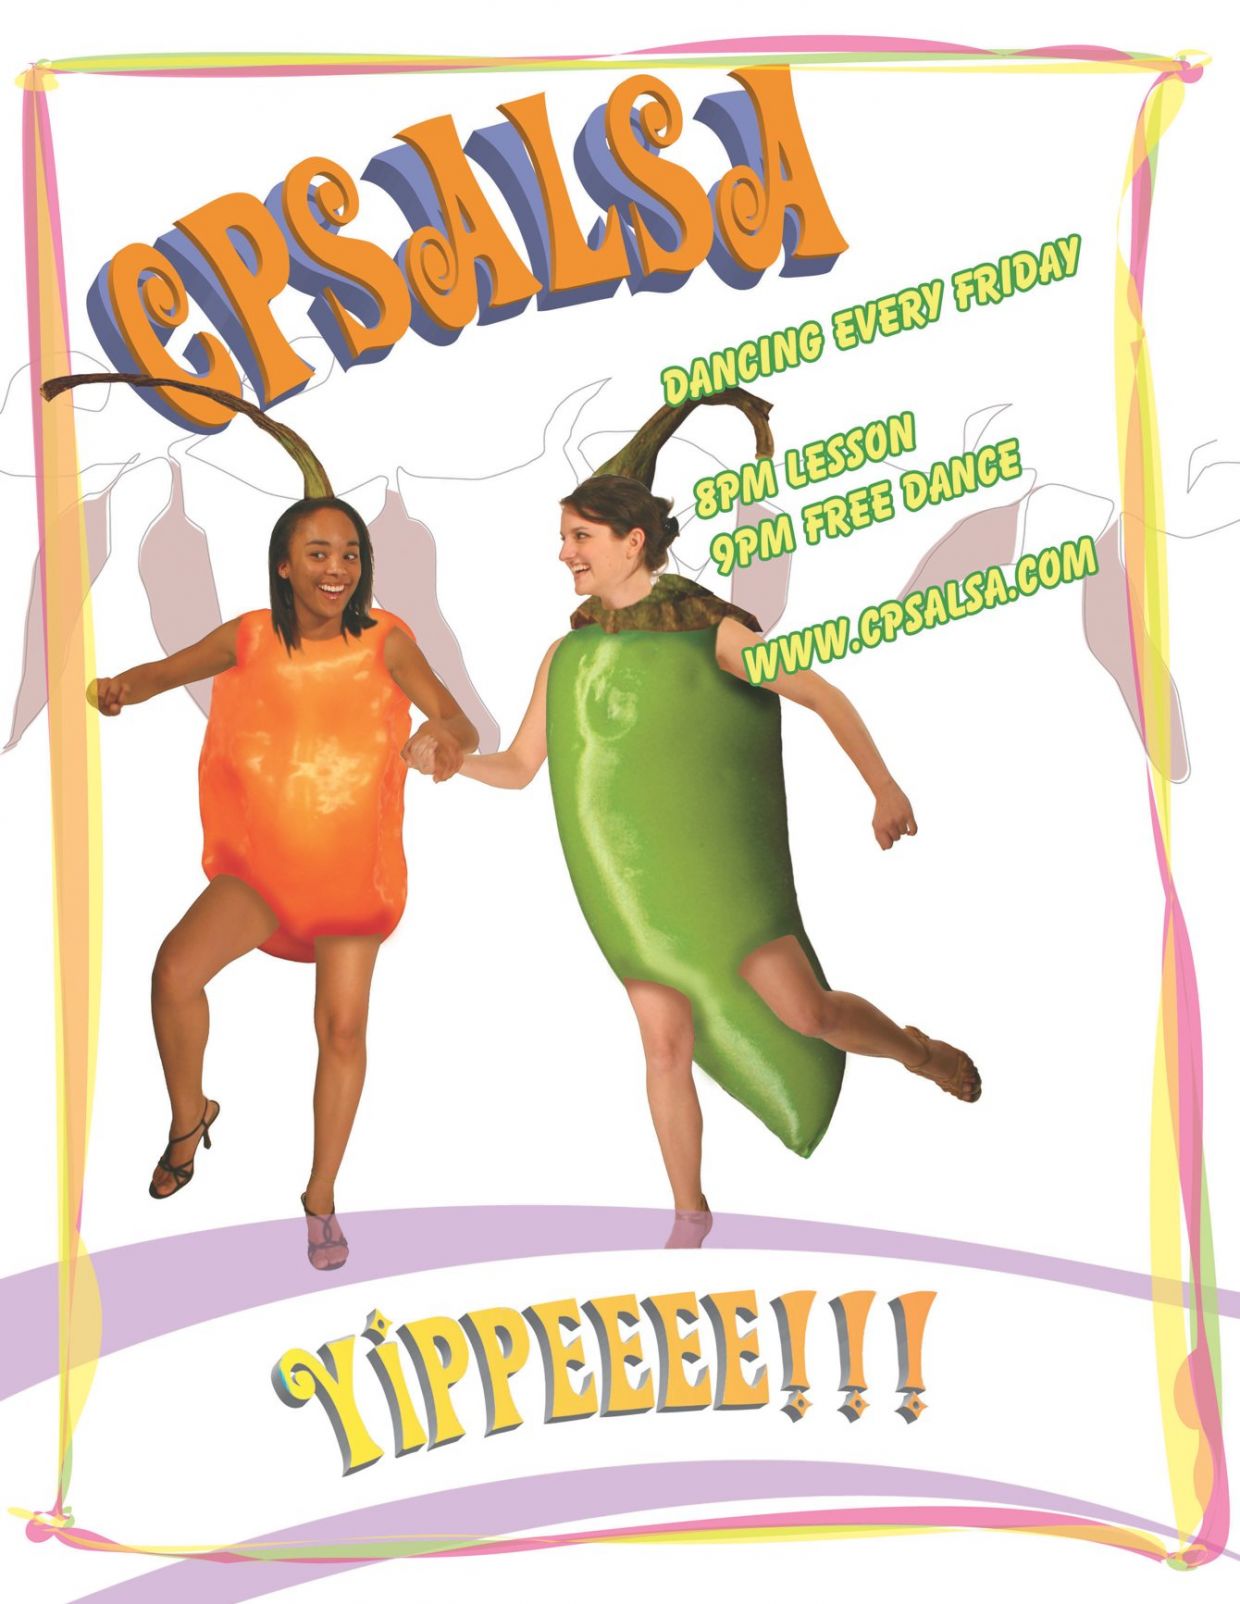 CPSALSA
DANCING EVERY FRIDAY
8PM LESSON
9PM FREE DANCE
WWW.CPSALSA.COM
YiPPEEEE!!!